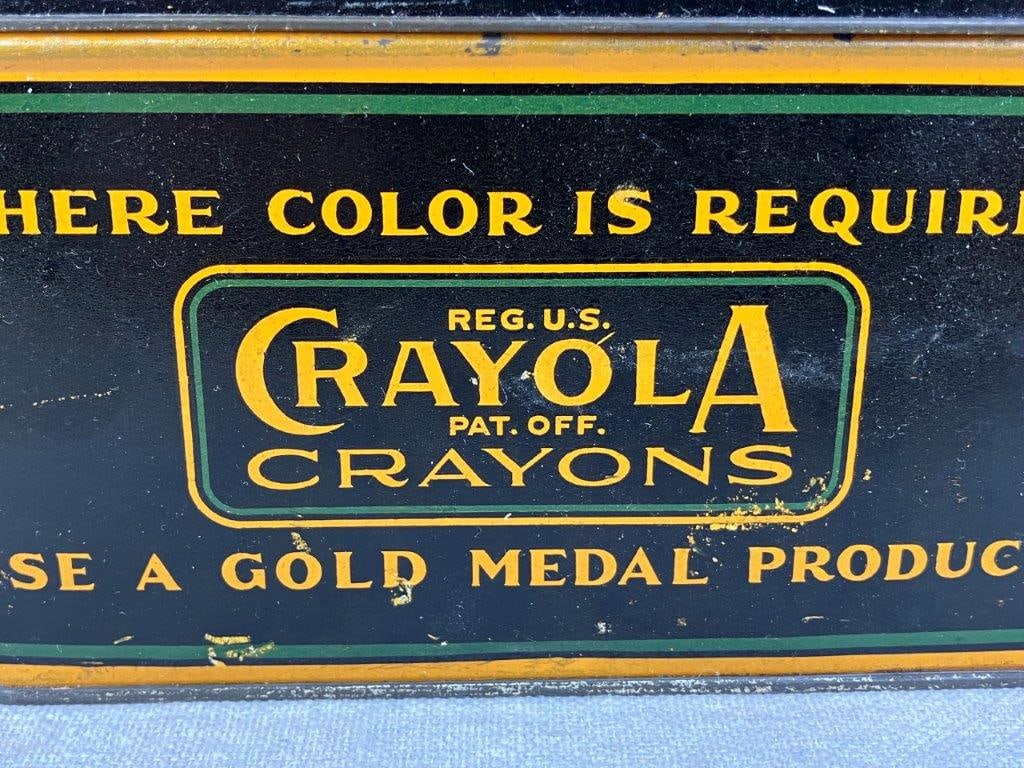 HERE COLOR IS REQUIR
REG. U.S.
CRAYOLA
PAT. OFF.
CRAYONS
SE A GOLD MEDAL PRODUC